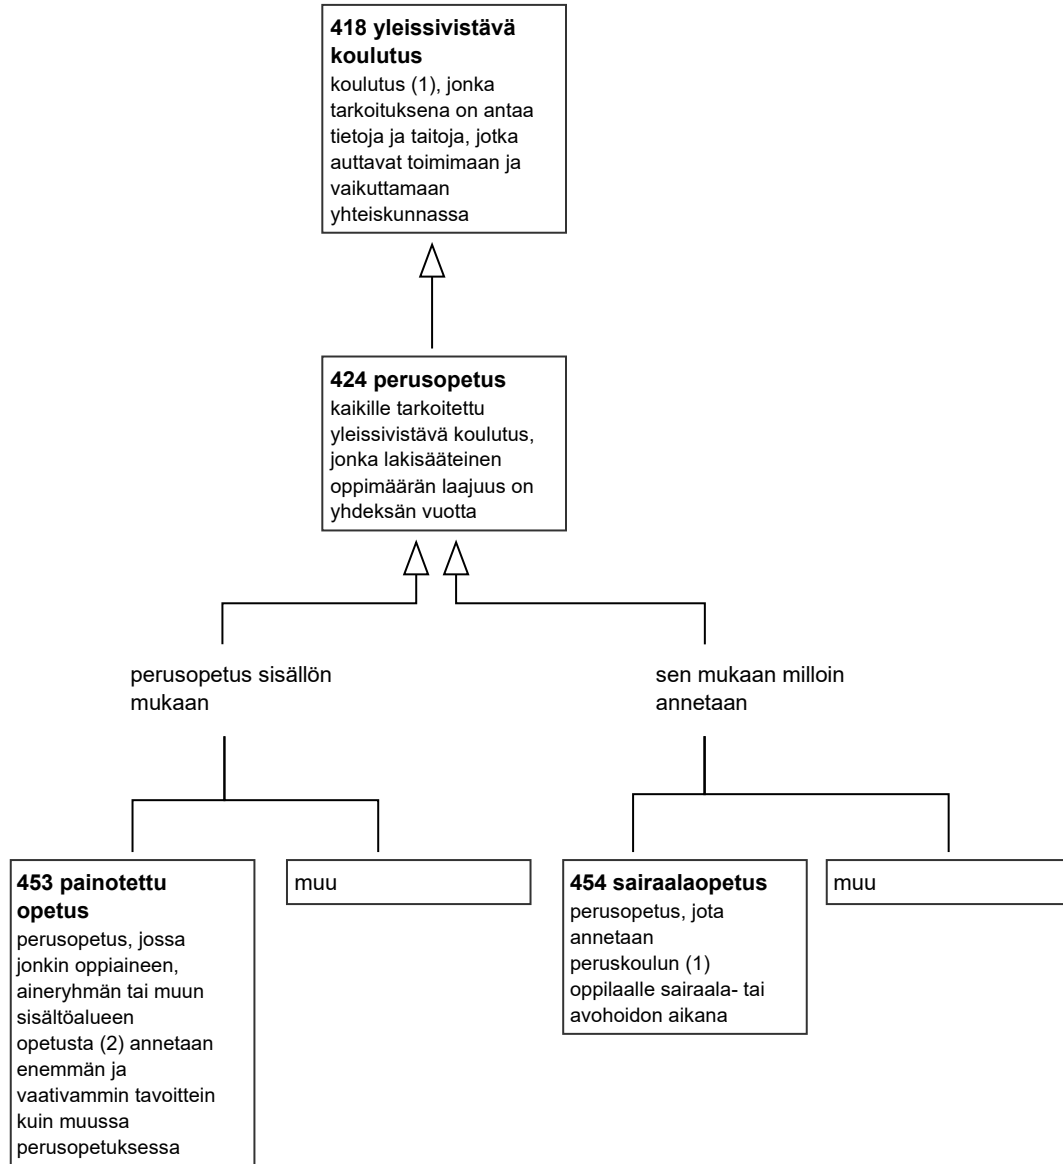 418 yleissivistävä
koulutus
koulutus (1), jonka
tarkoituksena on antaa
tietoja ja taitoja, jotka
auttavat toimimaan ja
vaikuttamaan
yhteiskunnassa
424 perusopetus
kaikille tarkoitettu
yleissivistävä koulutus,
jonka lakisääteinen
oppimäärän laajuus on
yhdeksän vuotta
perusopetus sisällön
mukaan
sen mukaan milloin
annetaan
453 painotettu
opetus
perusopetus, jossa
jonkin oppiaineen,
aineryhmän tai muun
sisältöalueen
opetusta (2) annetaan
enemmän ja
vaativammin tavoittein
kuin muussa
perusopetuksessa
muu
454 sairaalaopetus
perusopetus, jota
annetaan
peruskoulun (1)
oppilaalle sairaala- tai
avohoidon aikana
muu